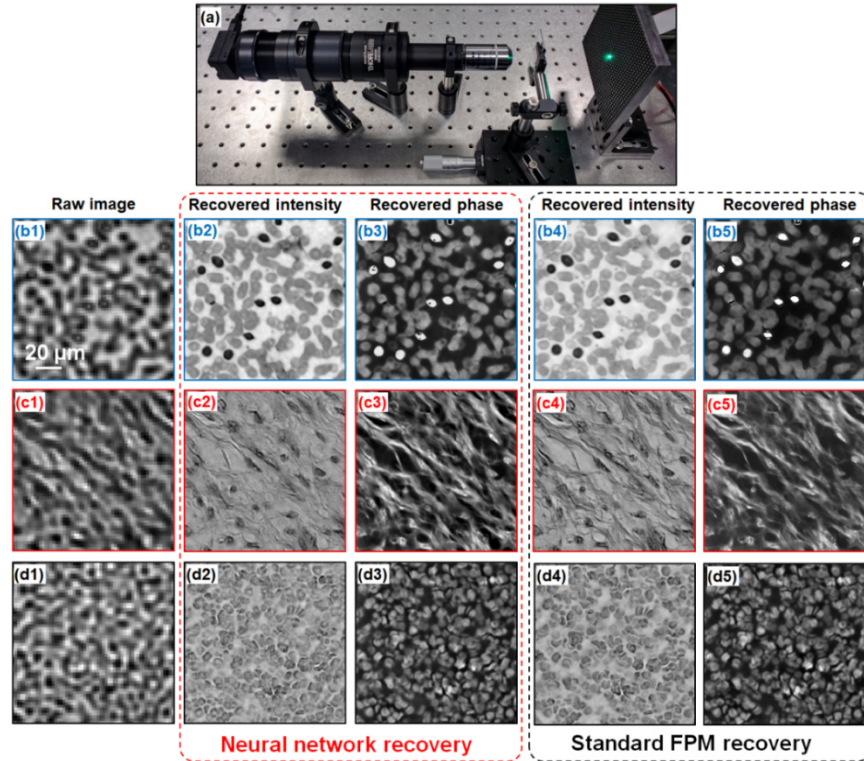 (a)
Raw image Recovered intensity Recovered phase Recovered intensity Recovered phase
(b1) (b2) (b3) (b4) (b5)
20 µm
(c1) (c2) (c3) (c4) (c5)
(d1) (d2) (d3) (d4) (d5)
Neural network recovery Standard FPM recovery